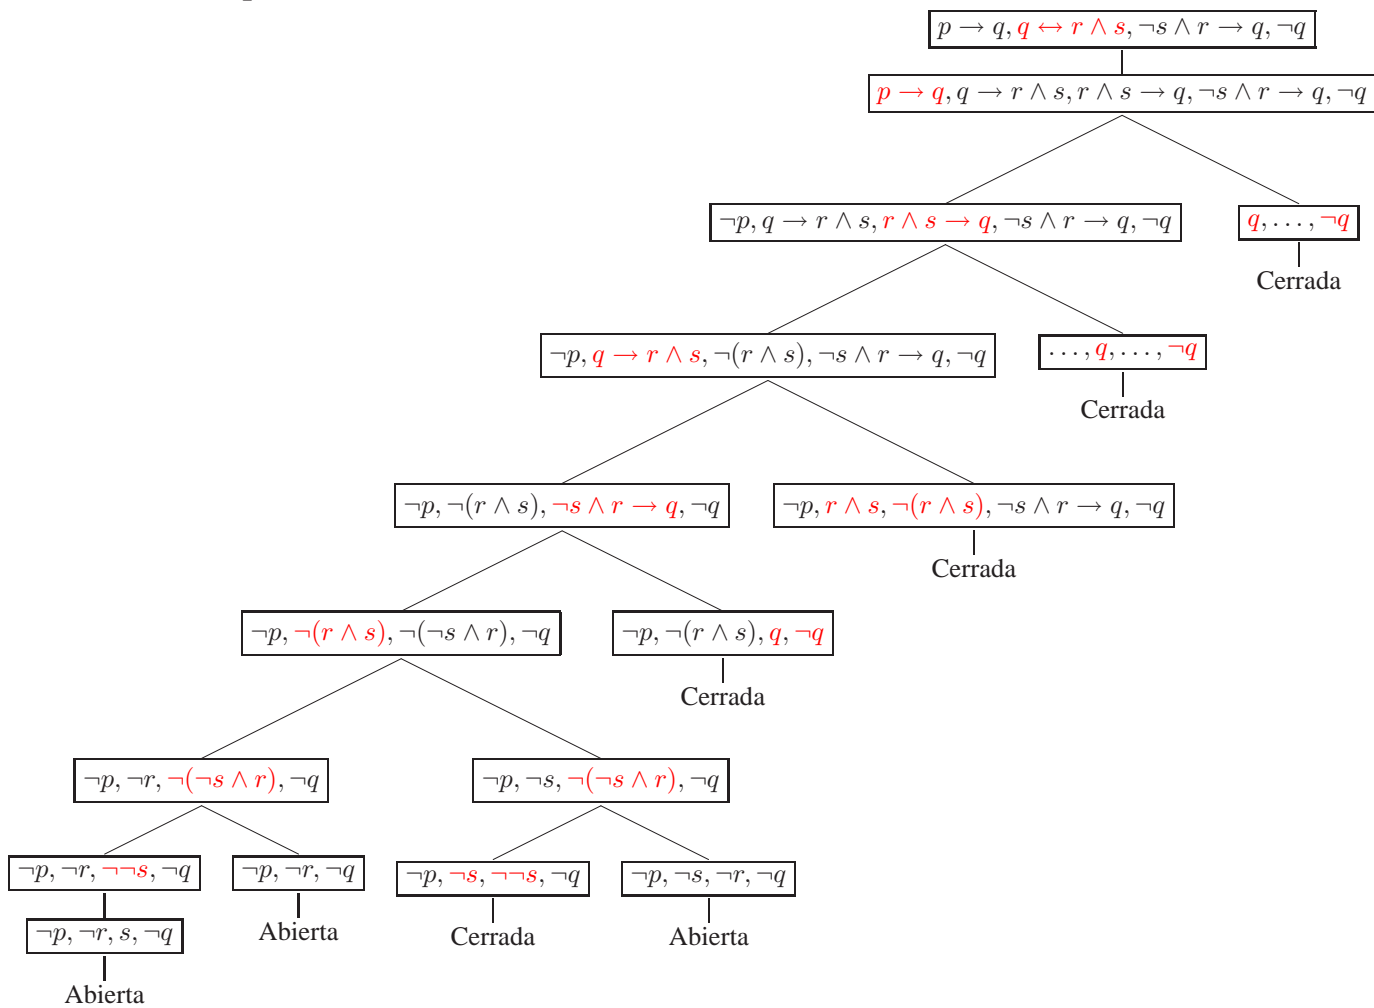 p → q, q ↔ r ∧ s, ¬s ∧ r → q, ¬q
p → q, q → r ∧ s, r ∧ s → q, ¬s ∧ r → q, ¬q
¬p, q → r ∧ s, r ∧ s → q, ¬s ∧ r → q, ¬q
q, . . . , ¬q
Cerrada
¬p, q → r ∧ s, ¬(r ∧ s), ¬s ∧ r → q, ¬q
. . . , q, . . . , ¬q
Cerrada
¬p, ¬(r ∧ s), ¬s ∧ r → q, ¬q
¬p, r ∧ s, ¬(r ∧ s), ¬s ∧ r → q, ¬q
Cerrada
¬p, ¬(r ∧ s), ¬(¬s ∧ r), ¬q
¬p, ¬(r ∧ s), q, ¬q
Cerrada
¬p, ¬r, ¬(¬s ∧ r), ¬q
¬p, ¬s, ¬(¬s ∧ r), ¬q
¬p, ¬r, ¬¬s, ¬q
¬p, ¬r, ¬q
¬p, ¬s, ¬¬s, ¬q
¬p, ¬s, ¬r, ¬q
¬p, ¬r, s, ¬q
Abierta
Cerrada
Abierta
Abierta